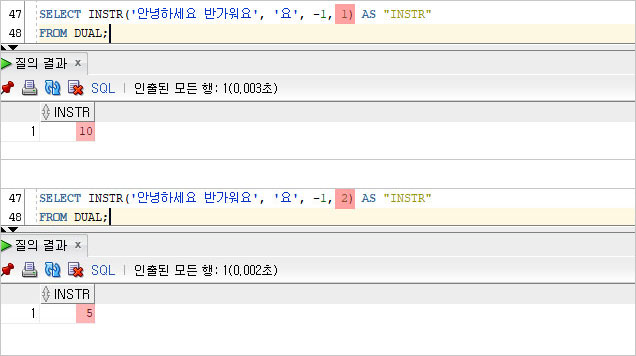 47 SELECT INSTR('안녕하세요 반가워요', '요', -1, 1) AS "INSTR"
48 FROM DUAL;
질의 결과 x
SQL | 인출된 모든 행: 1(0,003초)
INSTR
1 10
47 SELECT INSTR('안녕하세요 반가워요', '요', -1, 2) AS "INSTR"
48 FROM DUAL;
질의 결과 x
SQL | 인출된 모든 행: 1(0,002초)
INSTR
1 5